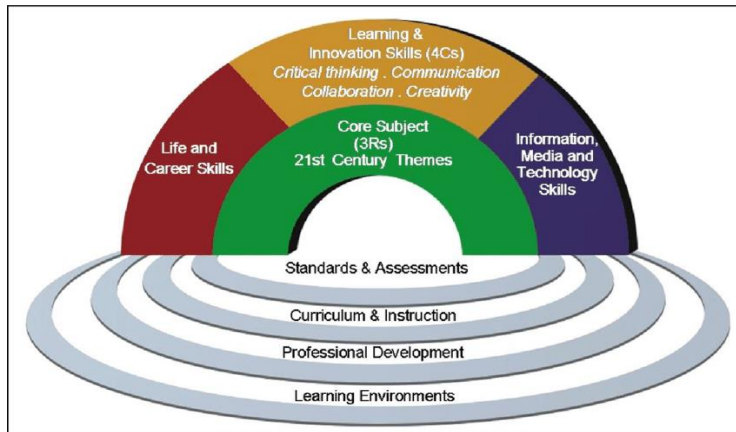 Learning &
Innovation Skills (4Cs)
Critical thinking . Communication
Collaboration . Creativity
Core Subject
(3Rs)
21st Century Themes
Life and
Career Skills
Information,
Media and
Technology
Skills
Standards & Assessments
Curriculum & Instruction
Professional Development
Learning Environments